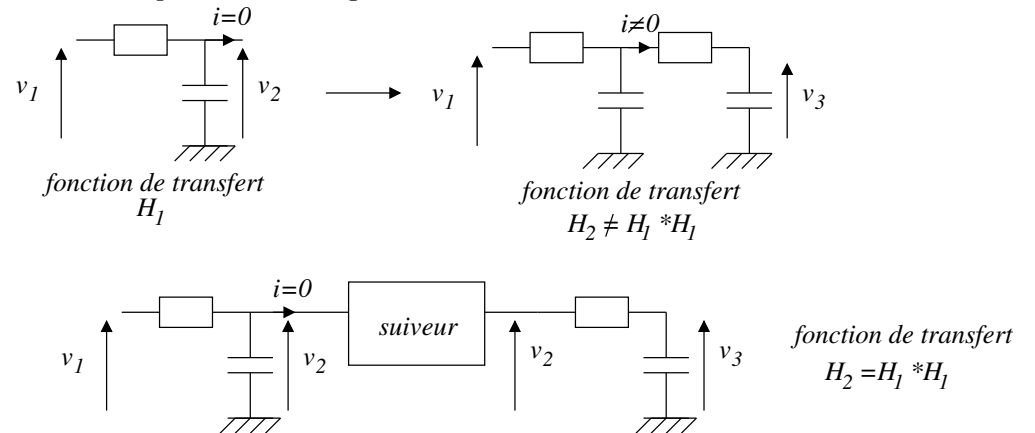 i=0
v1
v2
fonction de transfert
H1
i≠0
v1
v3
fonction de transfert
H2 ≠ H1 *H1
i=0
v1
v2
suiveur
v2
v3
fonction de transfert
H2 =H1 *H1